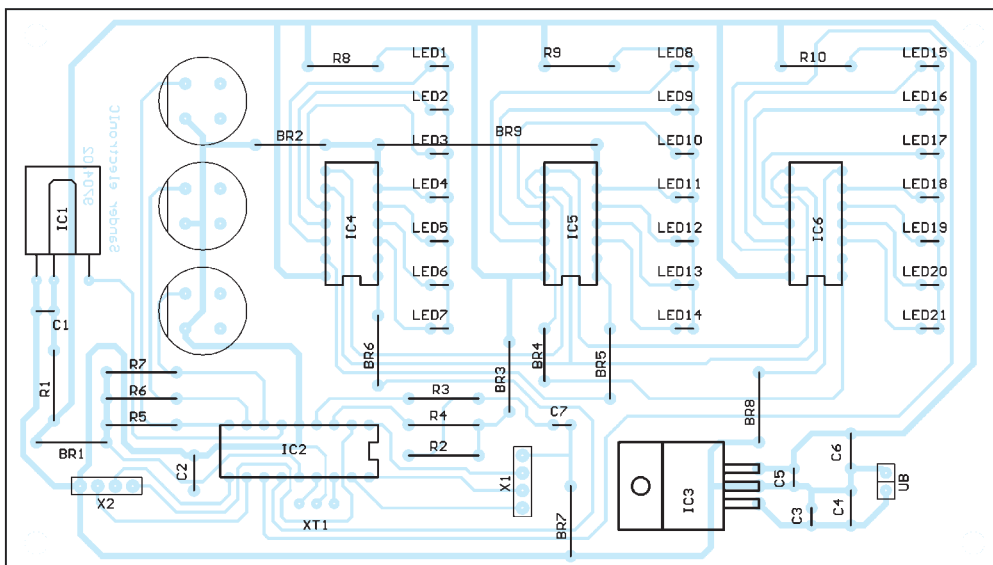 R8
LED1
R9
LED8
R10
LED15
LED2
LED9
LED16
BR2
LED3
BR9
LED10
LED17
970402
Sander electronIC
IC1
IC4
LED4
IC5
LED11
IC6
LED18
LED5
LED12
LED19
LED6
LED13
LED20
C1
LED7
LED14
LED21
BR6
BR3
BR4
BR5
R7
R1
R6
R3
BR8
R5
R4
C7
BR1
C2
IC2
R2
C6
X2
XT1
X1
IC3
C5
UB
BR7
C3
C4